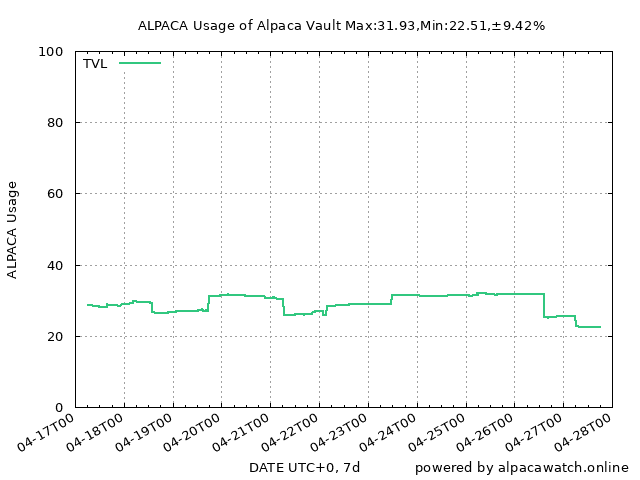 ALPACA Usage of Alpaca Vault Max:31.93,Min:22.51,±9.42%
TVL
ALPACA Usage
100
80
60
40
20
0
04-17T00
04-18T00
04-19T00
04-20T00
04-21T00
04-22T00
04-23T00
04-24T00
04-25T00
04-26T00
04-27T00
04-28T00
DATE UTC+0, 7d
powered by alpacawatch.online